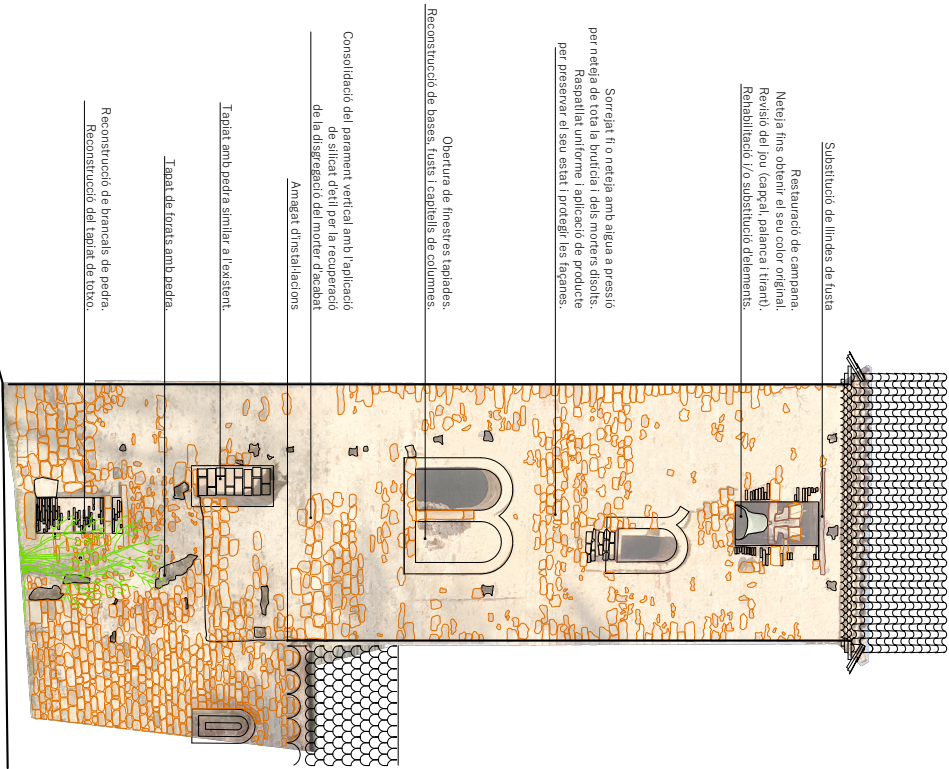 Substitució de llindes de fusta
Restauració de campana.
Neteja fins obtenir el seu color original.
Revisió del jou (capçal, palanca i tirant).
Rehabilitació i/o substitució d'elements.
Sorrejat fi o neteja amb aigua a pressió
per neteja de tota la brutícia i dels morters disolts.
Raspatllat uniforme i aplicació de producte
per preservar el seu estat i protegir les façanes.
Obertura de finestres tapiades.
Reconstrucció de bases, fusts i capitells de columnes.
Consolidació del parament vertical amb l'aplicació
de silicat d'etil per la recuperació
de la disgregació del morter d'acabat
Amagat d'instal·lacions
Tapiat amb pedra similar a l'existent.
Tapat de forats amb pedra.
Reconstrucció de brancals de pedra.
Reconstrucció del tapiat de totxo.